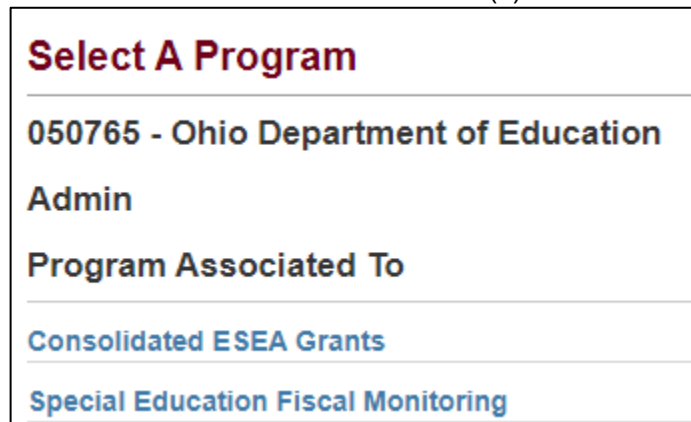 Select A Program
050765 - Ohio Department of Education
Admin
Program Associated To
Consolidated ESEA Grants
Special Education Fiscal Monitoring